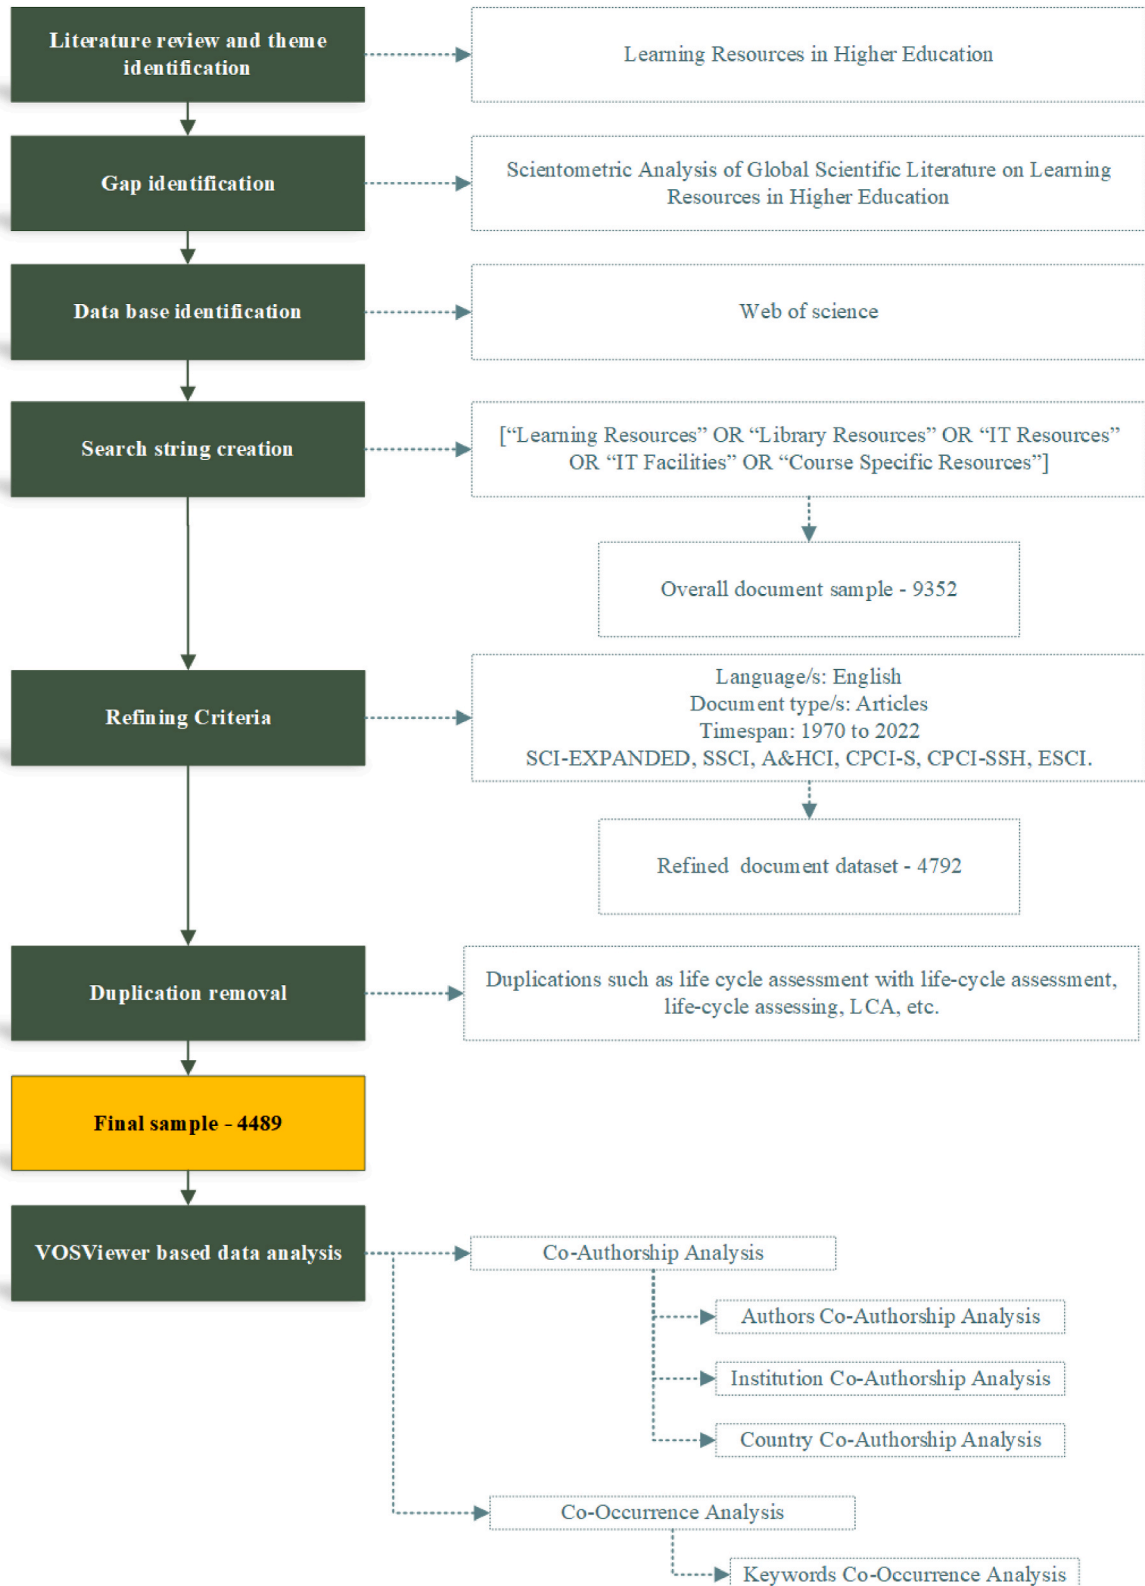 Literature review and theme
identification
Learning Resources in Higher Education
Gap identification
Scientometric Analysis of Global Scientific Literature on Learning
Resources in Higher Education
Data base identification
Web of science
Search string creation
[“Learning Resources” OR “Library Resources” OR “IT Resources”
OR “IT Facilities” OR “Course Specific Resources”]
Overall document sample - 9352
Refining Criteria
Language/s: English
Document type/s: Articles
Timespan: 1970 to 2022
SCI-EXPANDED, SSCI, A&HCI, CPCI-S, CPCI-SSH, ESCI.
Refined document dataset - 4792
Duplication removal
Duplications such as life cycle assessment with life-cycle assessment,
life-cycle assessing, LCA, etc.
Final sample - 4489
VOSViewer based data analysis
Co-Authorship Analysis
Authors Co-Authorship Analysis
Institution Co-Authorship Analysis
Country Co-Authorship Analysis
Co-Occurrence Analysis
Keywords Co-Occurrence Analysis